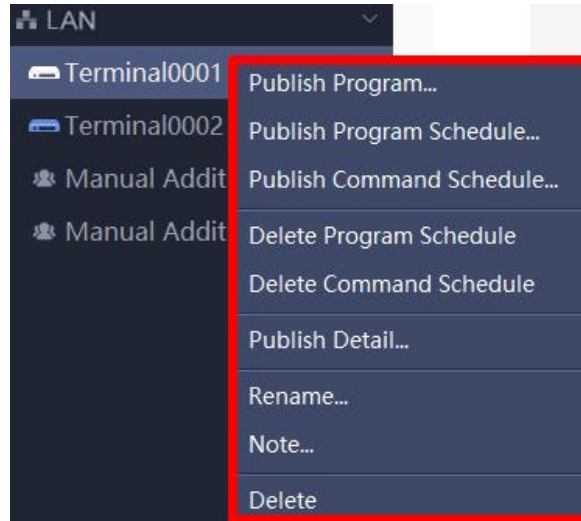 LAN
Terminal0001
Terminal0002
Manual Addit
Manual Addit
Publish Program...
Publish Program Schedule...
Publish Command Schedule...
Delete Program Schedule
Delete Command Schedule
Publish Detail...
Rename...
Note...
Delete